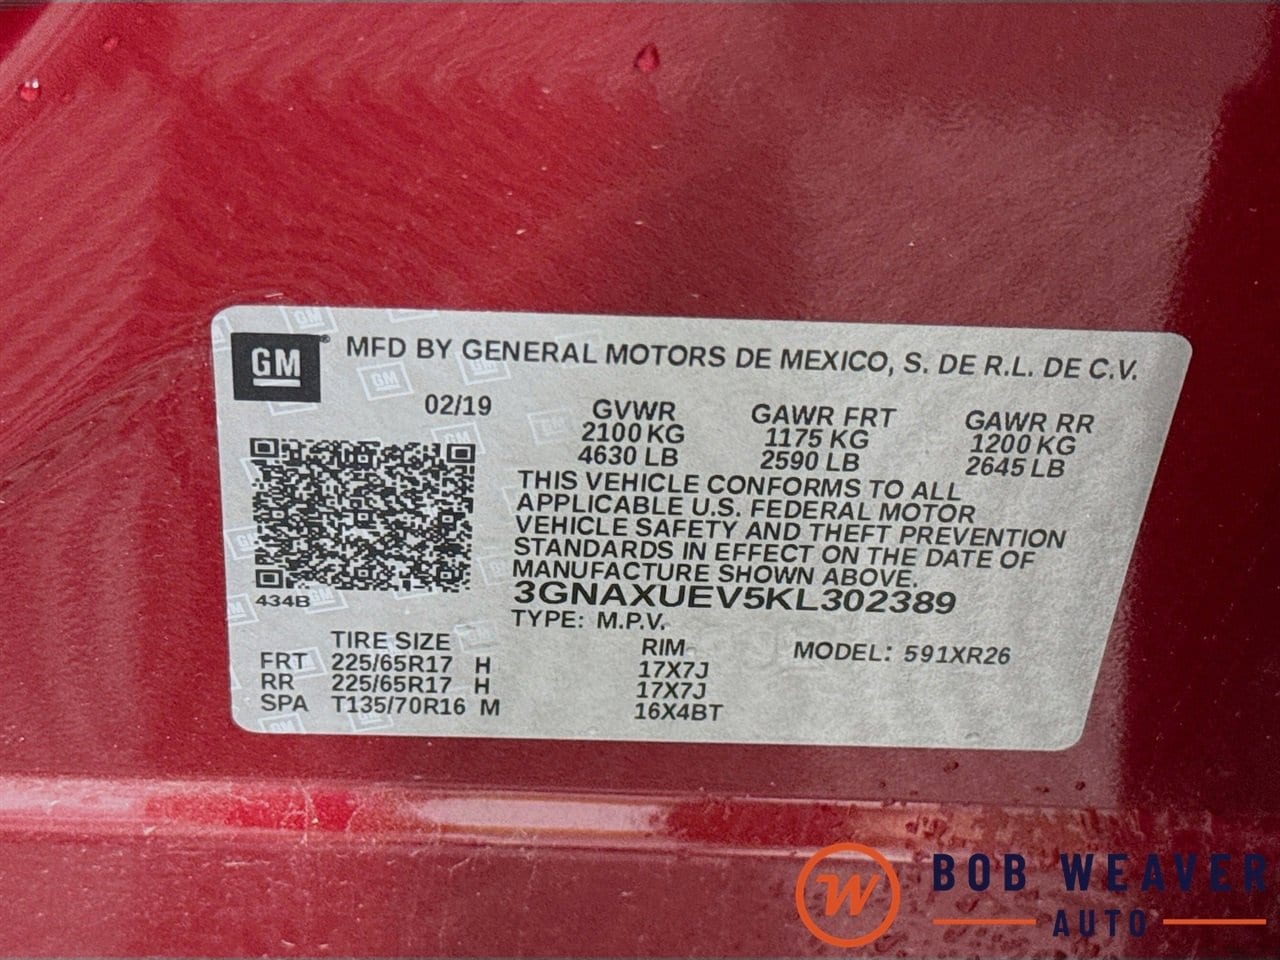 GM
MFD BY GENERAL MOTORS DE MEXICO, S. DE R.L. DE C.V.
02/19 GVWR GAWR FRT GAWR RR
2100 KG 1175 KG 1200 KG
4630 LB 2590 LB 2645 LB
THIS VEHICLE CONFORMS TO ALL
APPLICABLE U.S. FEDERAL MOTOR
VEHICLE SAFETY AND THEFT PREVENTION
STANDARDS IN EFFECT ON THE DATE OF
MANUFACTURE SHOWN ABOVE.
434B
3GNAXUEV5KL302389
TYPE: M.P.V.
TIRE SIZE RIM MODEL: 591XR26
FRT 225/65R17 H 17X7J
RR 225/65R17 H 17X7J
SPA T135/70R16 M 16X4BT
W BOB WEAVER
AUTO